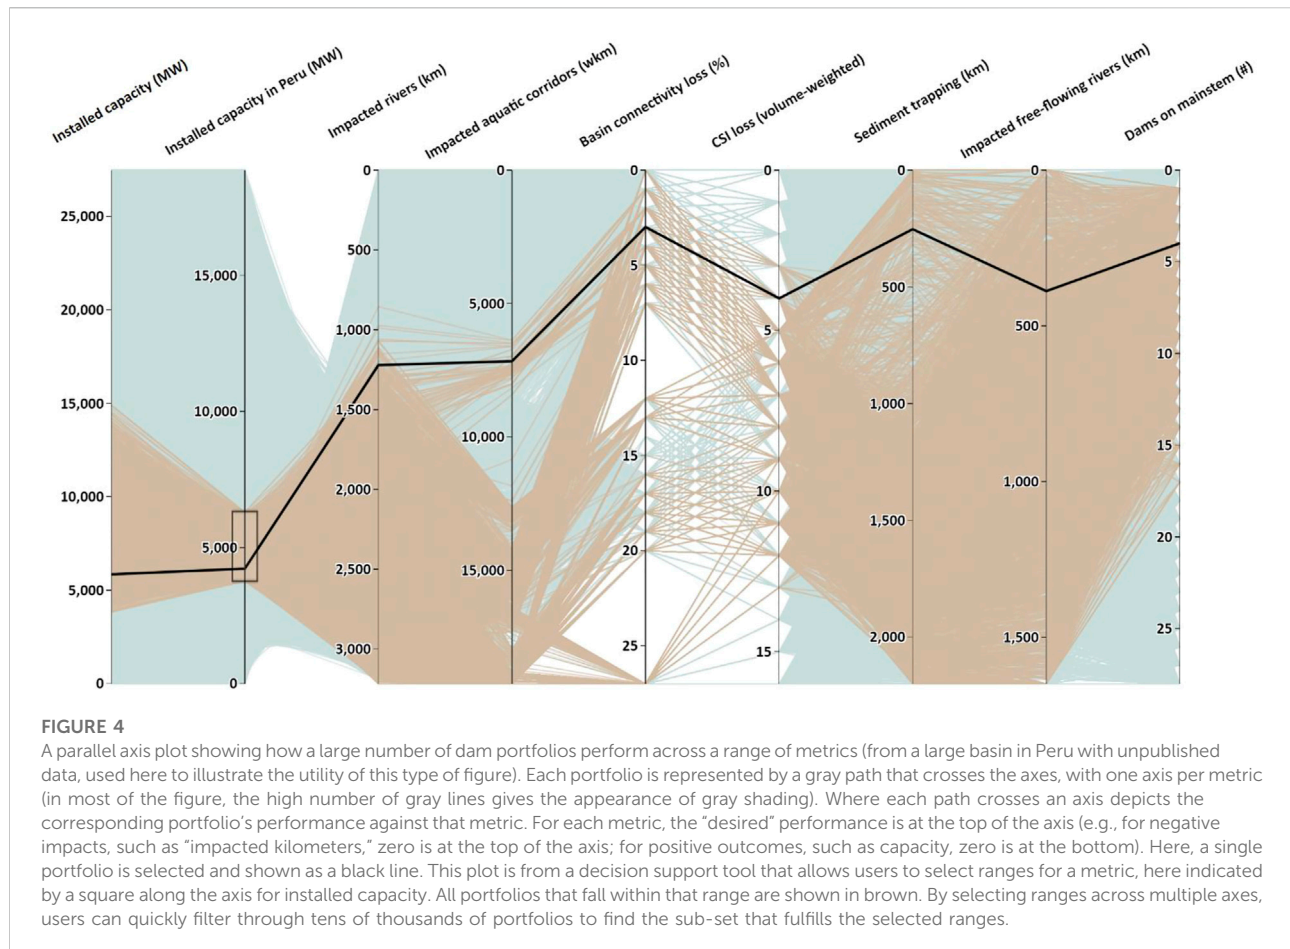 Installed capacity (MW)
Installed capacity in Peru (MW)
Impacted rivers (km)
Impacted aquatic corridors (wkm)
Basin connectivity loss (%)
CSI loss (volume-weighted)
Sediment trapping (km)
Impacted free-flowing rivers (km)
Dams on mainstem (#)
25,000
20,000
15,000
10,000
5,000
0
15,000
10,000
5,000
0
0
500
1,000
1,500
2,000
2,500
3,000
0
5,000
10,000
15,000
0
5
10
15
20
25
0
5
10
15
0
500
1,000
1,500
2,000
0
500
1,000
1,500
0
5
10
15
20
25
FIGURE 4
A parallel axis plot showing how a large number of dam portfolios perform across a range of metrics (from a large basin in Peru with unpublished
data, used here to illustrate the utility of this type of figure). Each portfolio is represented by a gray path that crosses the axes, with one axis per metric
(in most of the figure, the high number of gray lines gives the appearance of gray shading). Where each path crosses an axis depicts the
corresponding portfolio's performance against that metric. For each metric, the “desired” performance is at the top of the axis (e.g., for negative
impacts, such as “impacted kilometers,” zero is at the top of the axis; for positive outcomes, such as capacity, zero is at the bottom). Here, a single
portfolio is selected and shown as a black line. This plot is from a decision support tool that allows users to select ranges for a metric, here indicated
by a square along the axis for installed capacity. All portfolios that fall within that range are shown in brown. By selecting ranges across multiple axes,
users can quickly filter through tens of thousands of portfolios to find the sub-set that fulfills the selected ranges.